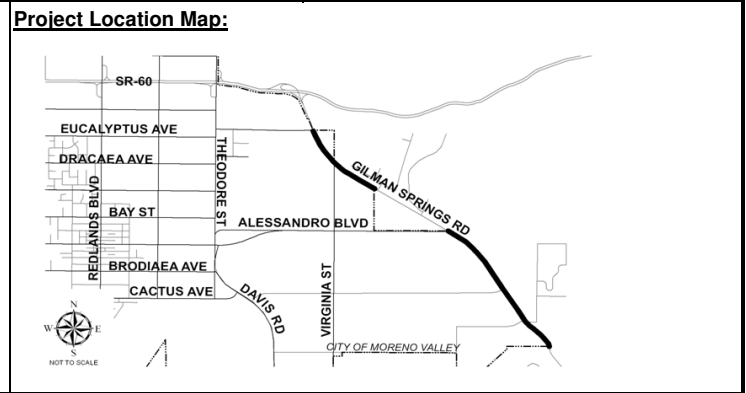 Project Location Map:
SR-60
EUCALYPTUS AVE
DRACAEA AVE
THEODORE ST
GILMAN SPRINGS RD
REDLANDS BLVD
BAY ST
ALESSANDRO BLVD
BRODIAEA AVE
CACTUS AVE
DAVIS RD
VIRGINIA ST
N
W
E
S
NOT TO SCALE
CITY OF MORENO VALLEY